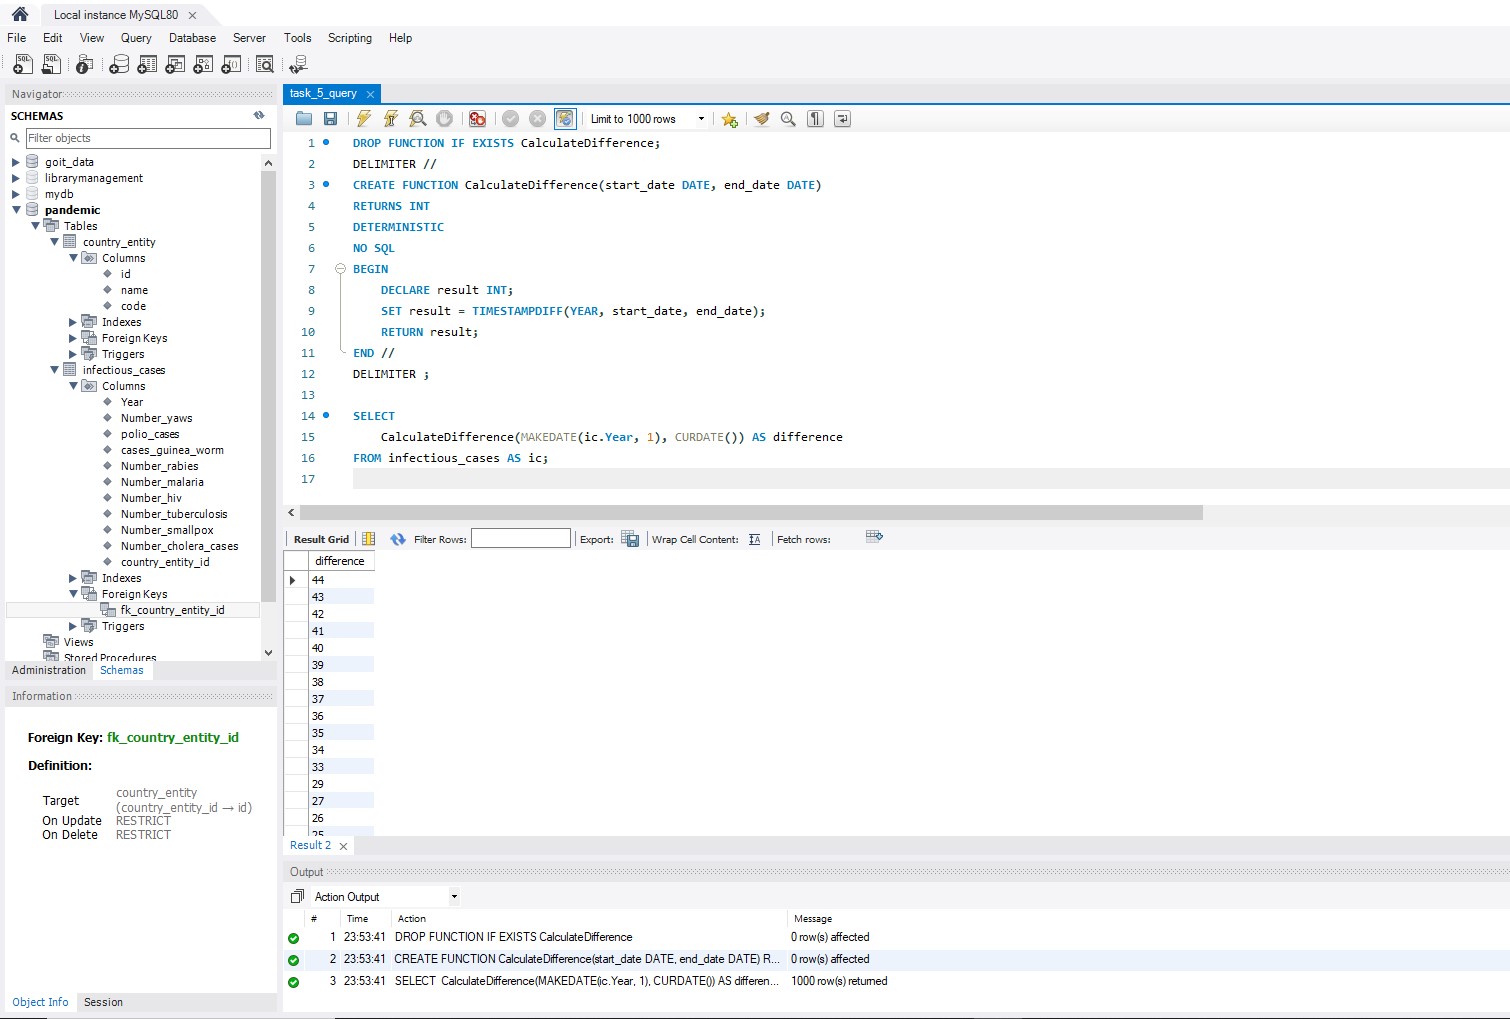 Local instance MySQL80
File Edit View Query Database Server Tools Scripting Help
Navigator
SCHEMAS
Filter objects
goit_data
librarymanagement
mydb
pandemic
Tables
country_entity
Columns
id
name
code
Indexes
Foreign Keys
Triggers
infectious_cases
Columns
Year
Number_yaws
polio_cases
cases_guinea_worm
Number_rabies
Number_malaria
Number_hiv
Number_tuberculosis
Number_smallpox
Number_cholera_cases
country_entity_id
Indexes
Foreign Keys
fk_country_entity_id
Triggers
Views
Stored Procedures
Administration Schemas
Information
Foreign Key: fk_country_entity_id
Definition:
Target country_entity
(country_entity_id → id)
On Update RESTRICT
On Delete RESTRICT
Object Info Session
task_5_query
Limit to 1000 rows
1 DROP FUNCTION IF EXISTS CalculateDifference;
2 DELIMITER //
3 CREATE FUNCTION CalculateDifference(start_date DATE, end_date DATE)
4 RETURNS INT
5 DETERMINISTIC
6 NO SQL
7 BEGIN
8 DECLARE result INT;
9 SET result = TIMESTAMPDIFF(YEAR, start_date, end_date);
10 RETURN result;
11 END //
12 DELIMITER ;
13
14 SELECT
15 CalculateDifference(MAKEDATE(ic.Year, 1), CURDATE()) AS difference
16 FROM infectious_cases AS ic;
17
Result Grid Filter Rows: Export: Wrap Cell Content: Fetch rows:
difference
44
43
42
41
40
39
38
37
36
35
34
33
29
27
26
25
Result 2
Output
Action Output
# Time Action Message
1 23:53:41 DROP FUNCTION IF EXISTS CalculateDifference 0 row(s) affected
2 23:53:41 CREATE FUNCTION CalculateDifference(start_date DATE, end_date DATE) R... 0 row(s) affected
3 23:53:41 SELECT CalculateDifference(MAKEDATE(ic.Year, 1), CURDATE()) AS differen... 1000 row(s) returned